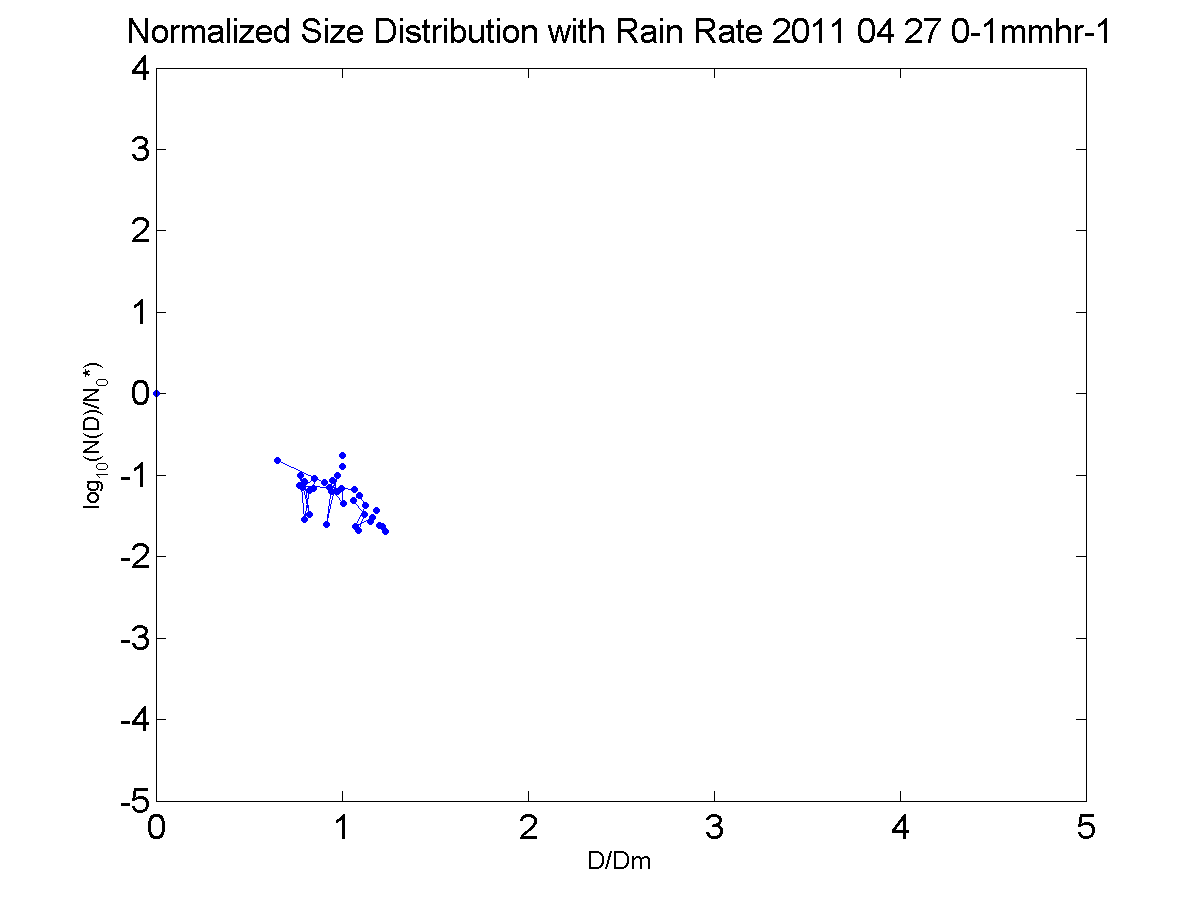 Normalized Size Distribution with Rain Rate 2011 04 27 0-1mmhr-1
4
3
2
1
0
-1
-2
-3
-4
-5
log10(N(D)/N0*)
0 1 2 3 4 5
D/Dm